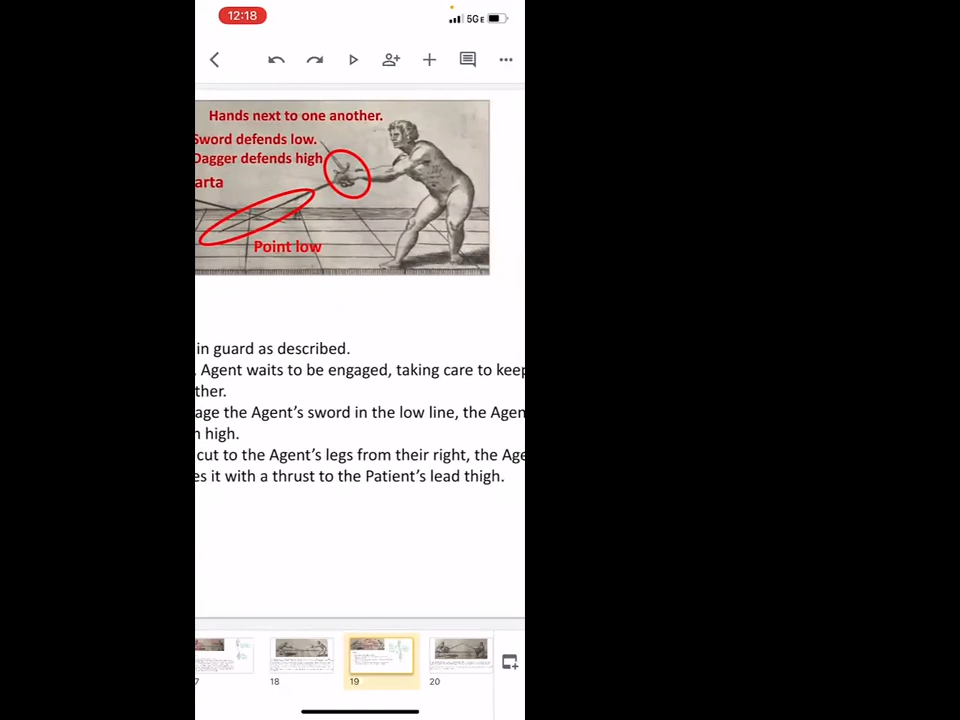 12:18
5GE
Hands next to one another.
Sword defends low.
Dagger defends high
arta
Point low
in guard as described.
. Agent waits to be engaged, taking care to keep
ther.
age the Agent's sword in the low line, the Agen
n high.
cut to the Agent's legs from their right, the Age
es it with a thrust to the Patient's lead thigh.
7
18
19
20